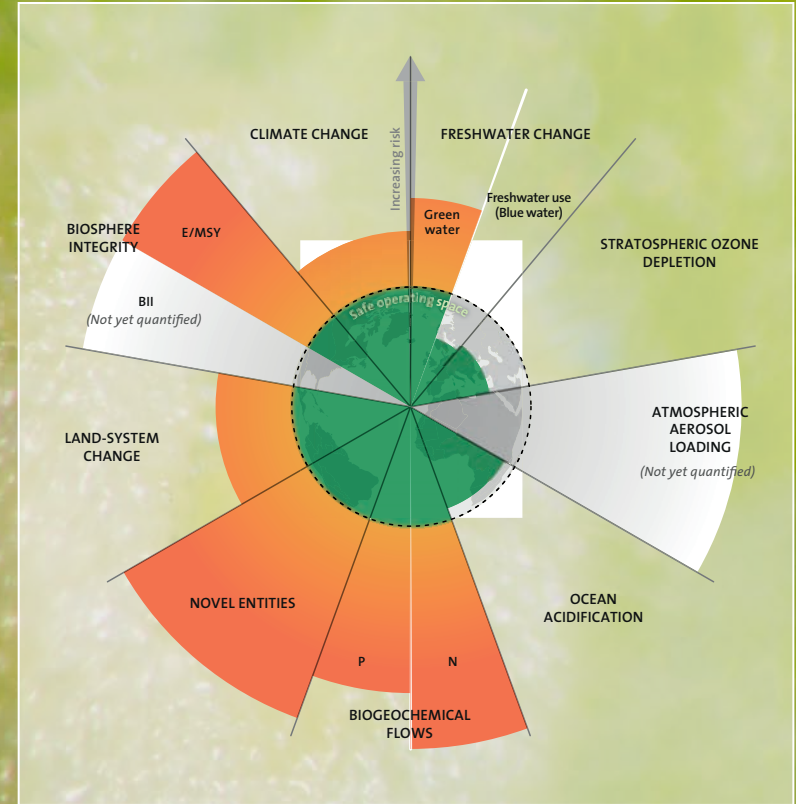 CLIMATE CHANGE
Increasing risk
FRESHWATER CHANGE
Green
water
Freshwater use
(Blue water)
STRATOSPHERIC OZONE
DEPLETION
BIOSPHERE
INTEGRITY
E/MSY
BII
(Not yet quantified)
Safe operating space
ATMOSPHERIC
AEROSOL
LOADING
(Not yet quantified)
LAND-SYSTEM
CHANGE
NOVEL ENTITIES
OCEAN
ACIDIFICATION
P
N
BIOGEOCHEMICAL
FLOWS